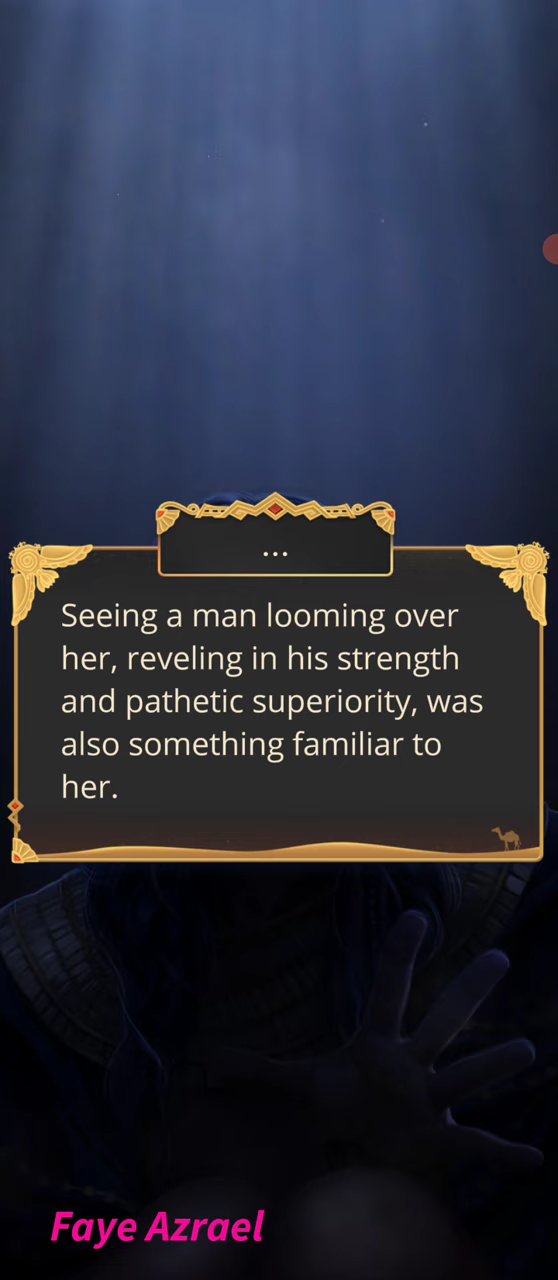 ...
Seeing a man looming over
her, reveling in his strength
and pathetic superiority, was
also something familiar to
her.
Faye Azrael